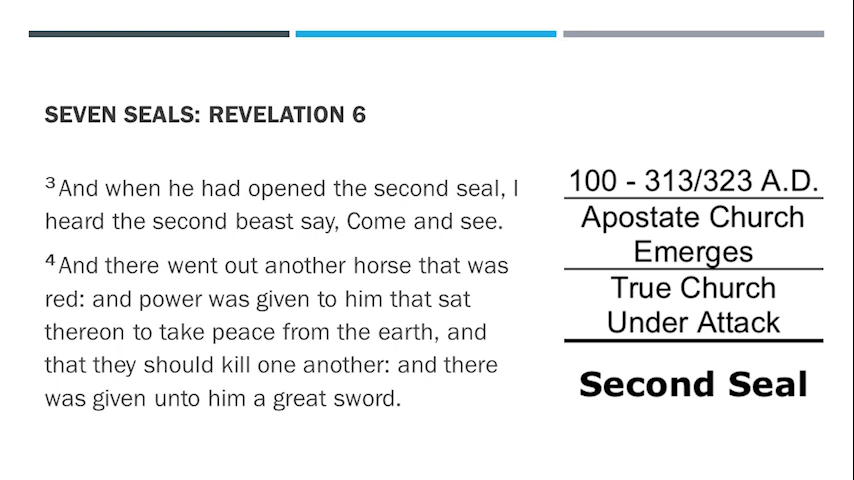 SEVEN SEALS: REVELATION 6
3 And when he had opened the second seal, I
heard the second beast say, Come and see.
4 And there went out another horse that was
red: and power was given to him that sat
thereon to take peace from the earth, and
that they should kill one another: and there
was given unto him a great sword.
100 - 313/323 A.D.
Apostate Church
Emerges
True Church
Under Attack
Second Seal